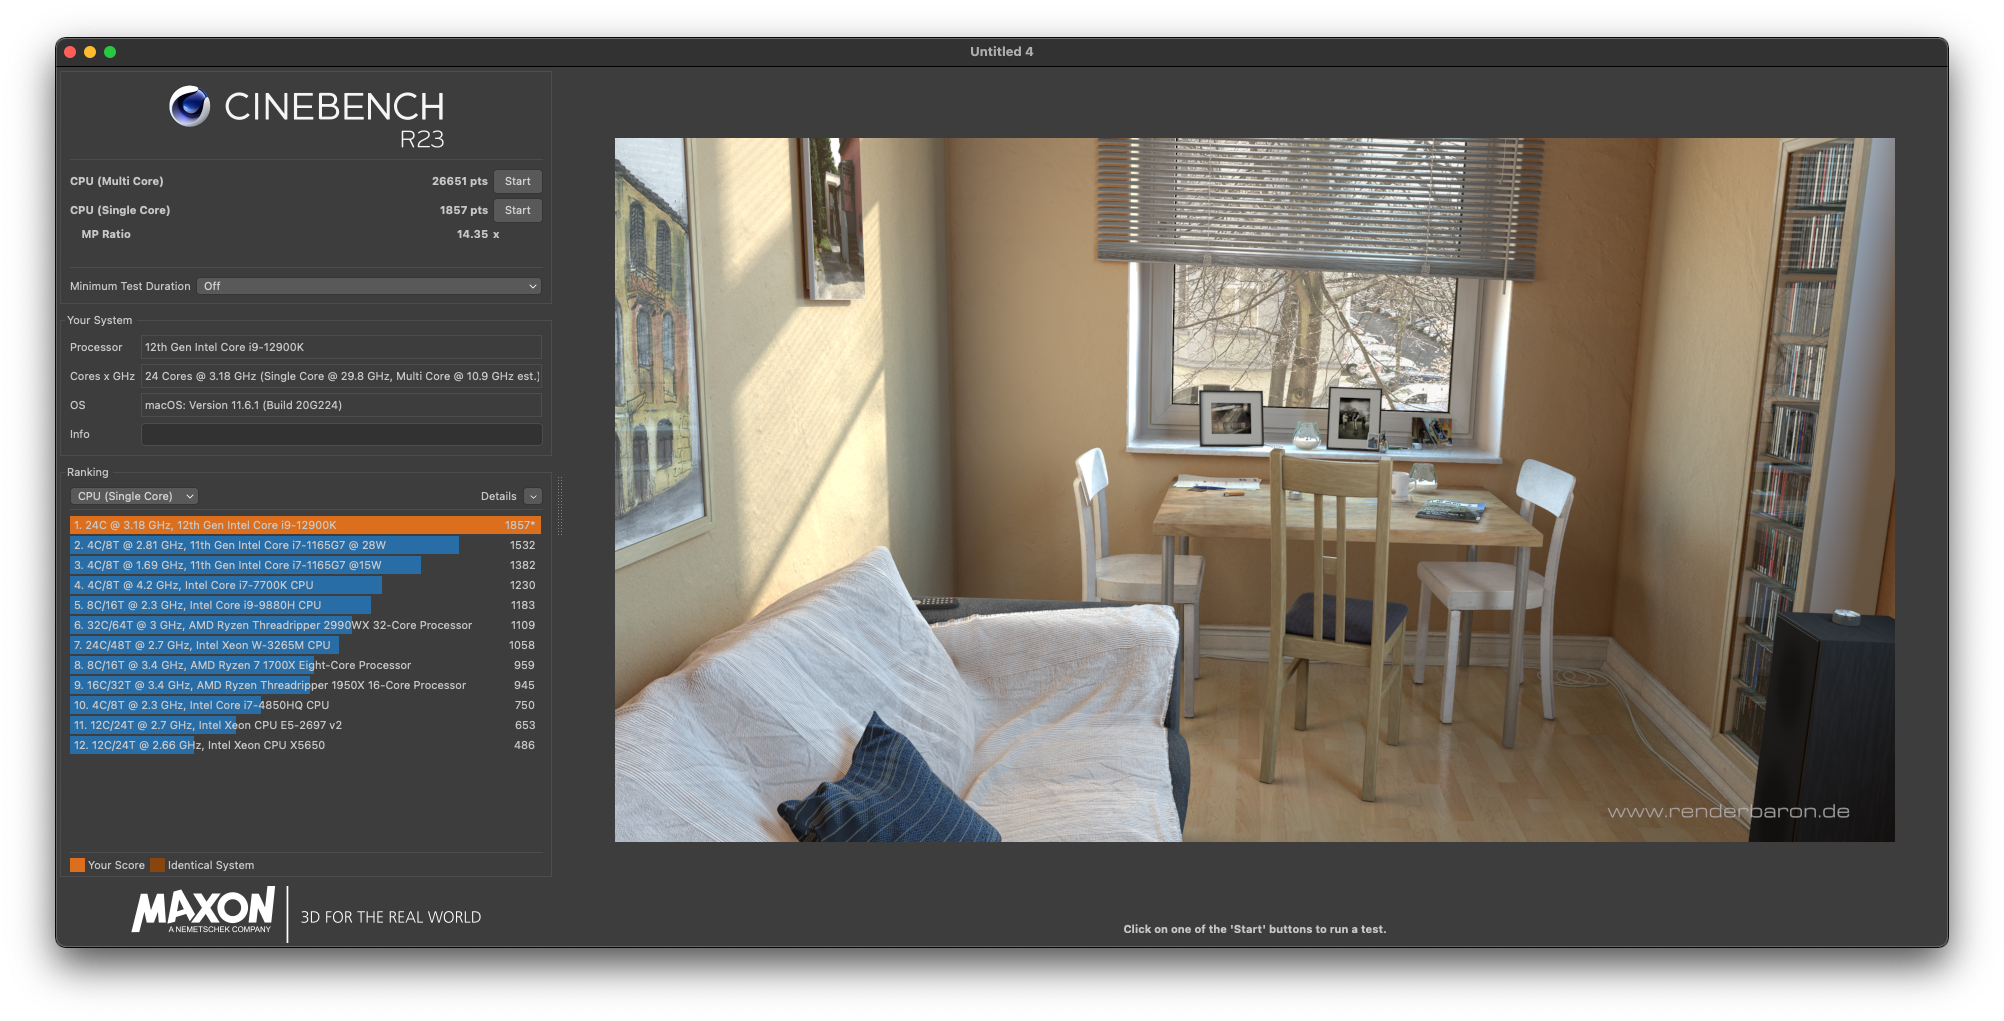 Untitled 4
CINEBENCH
R23
CPU (Multi Core) 26651 pts Start
CPU (Single Core) 1857 pts Start
MP Ratio 14.35 x
Minimum Test Duration Off
Your System
Processor 12th Gen Intel Core i9-12900K
Cores x GHz 24 Cores @ 3.18 GHz (Single Core @ 29.8 GHz, Multi Core @ 10.9 GHz est.)
OS macOS: Version 11.6.1 (Build 20G224)
Info
Ranking
CPU (Single Core) Details
1. 24C @ 3.18 GHz, 12th Gen Intel Core i9-12900K 1857*
2. 4C/8T @ 2.81 GHz, 11th Gen Intel Core i7-1165G7 @ 28W 1532
3. 4C/8T @ 1.69 GHz, 11th Gen Intel Core i7-1165G7 @15W 1382
4. 4C/8T @ 4.2 GHz, Intel Core i7-7700K CPU 1230
5. 8C/16T @ 2.3 GHz, Intel Core i9-9880H CPU 1183
6. 32C/64T @ 3 GHz, AMD Ryzen Threadripper 2990WX 32-Core Processor 1109
7. 24C/48T @ 2.7 GHz, Intel Xeon W-3265M CPU 1058
8. 8C/16T @ 3.4 GHz, AMD Ryzen 7 1700X Eight-Core Processor 959
9. 16C/32T @ 3.4 GHz, AMD Ryzen Threadripper 1950X 16-Core Processor 945
10. 4C/8T @ 2.3 GHz, Intel Core i7-4850HQ CPU 750
11. 12C/24T @ 2.7 GHz, Intel Xeon CPU E5-2697 v2 653
12. 12C/24T @ 2.66 GHz, Intel Xeon CPU X5650 486
Your Score Identical System
MAXON
A NEMETSCHEK COMPANY
3D FOR THE REAL WORLD
www.renderbaron.de
Click on one of the 'Start' buttons to run a test.